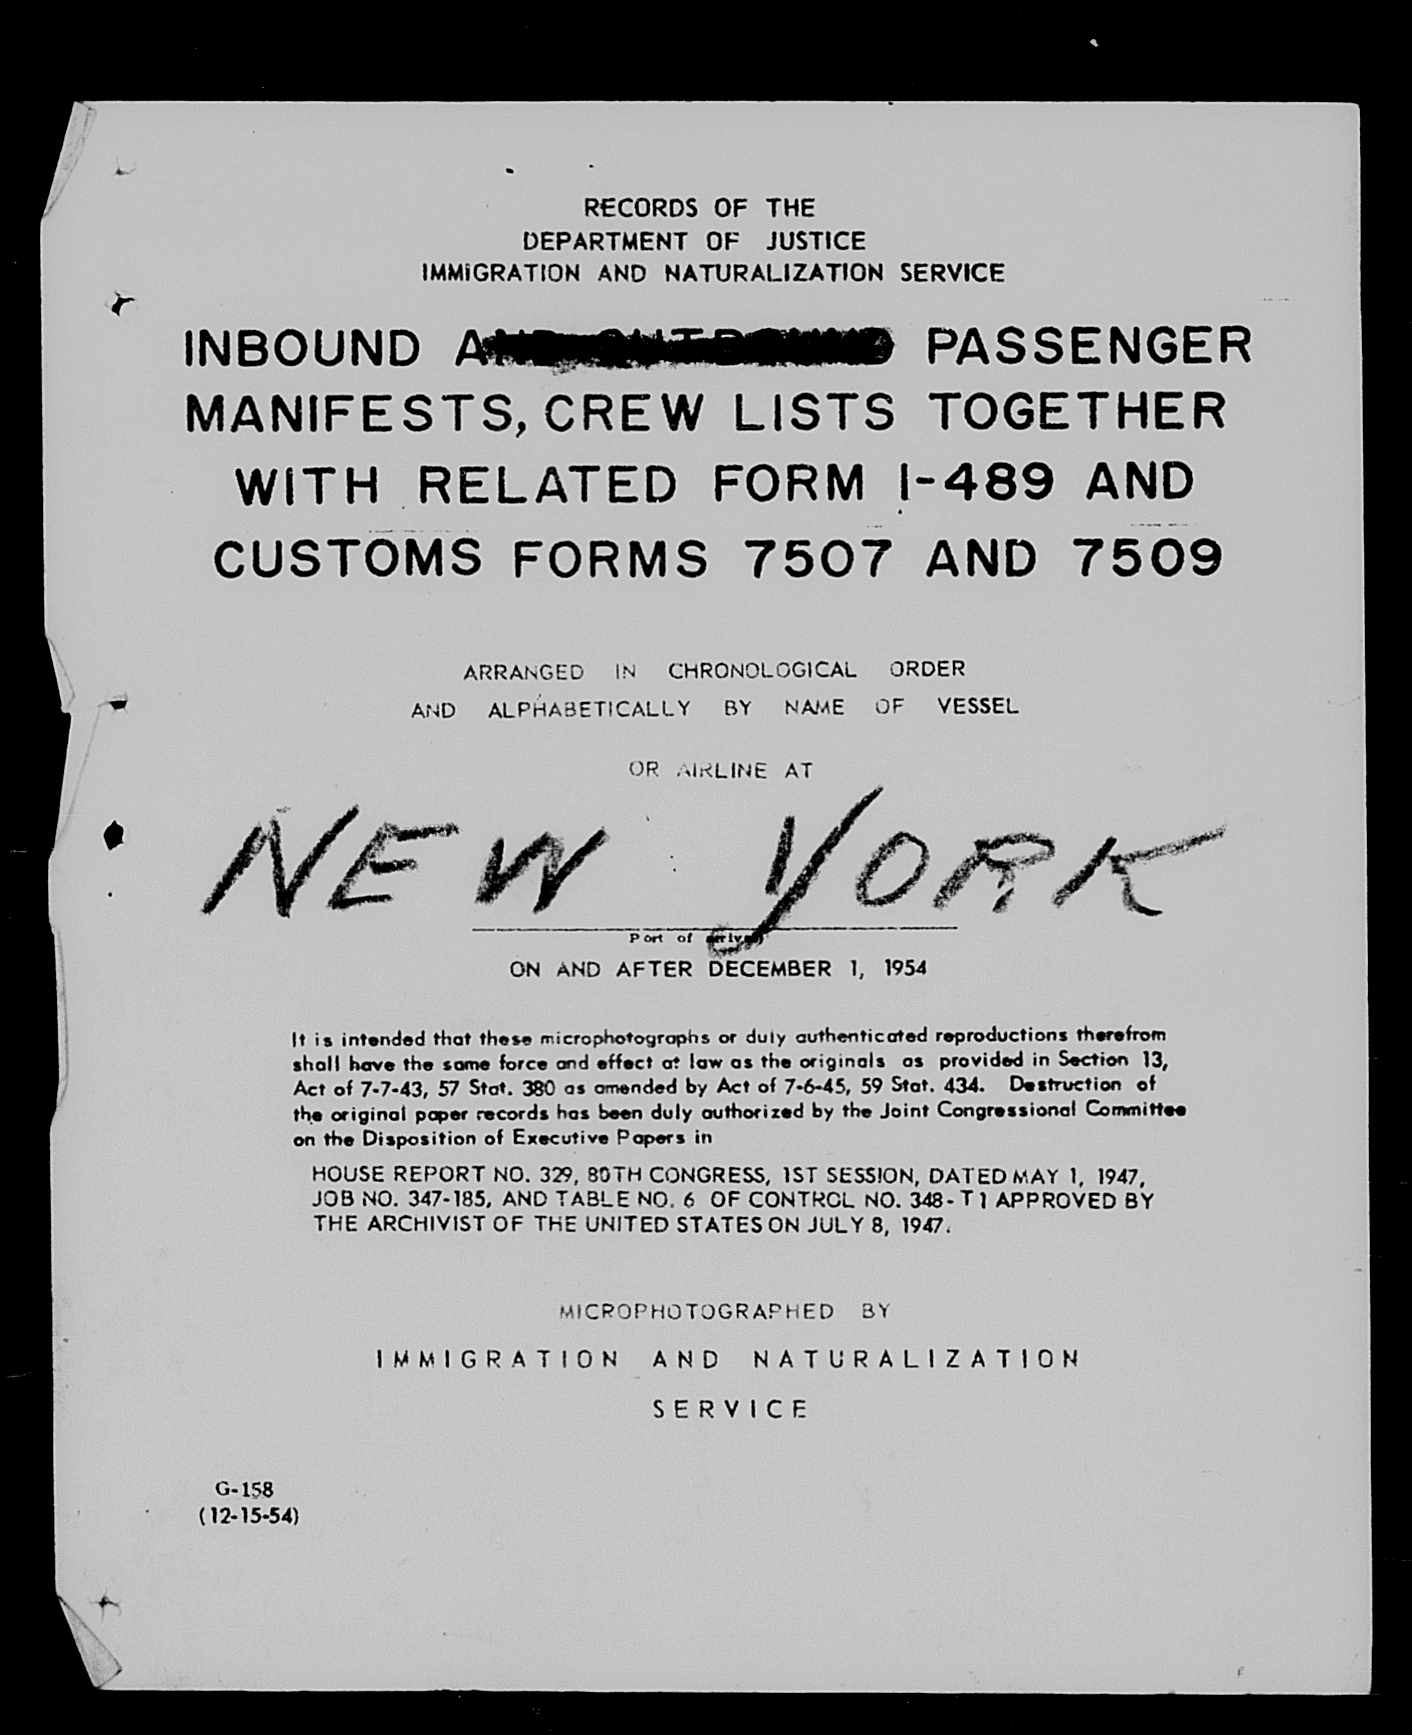 RECORDS OF THE
DEPARTMENT OF JUSTICE
IMMIGRATION AND NATURALIZATION SERVICE
INBOUND AND OUTBOUND PASSENGER
MANIFESTS, CREW LISTS TOGETHER
WITH RELATED FORM I-489 AND
CUSTOMS FORMS 7507 AND 7509
ARRANGED IN CHRONOLOGICAL ORDER
AND ALPHABETICALLY BY NAME OF VESSEL
OR AIRLINE AT
NEW YORK
Port of arrival
ON AND AFTER DECEMBER 1, 1954
It is intended that these microphotographs or duly authenticated reproductions therefrom
shall have the same force and effect at law as the originals as provided in Section 13,
Act of 7-7-43, 57 Stat. 380 as amended by Act of 7-6-45, 59 Stat. 434. Destruction of
the original paper records has been duly authorized by the Joint Congressional Committee
on the Disposition of Executive Papers in
HOUSE REPORT NO. 329, 80TH CONGRESS, 1ST SESSION, DATED MAY 1, 1947,
JOB NO. 347-185, AND TABLE NO. 6 OF CONTROL NO. 348-T1 APPROVED BY
THE ARCHIVIST OF THE UNITED STATES ON JULY 8, 1947.
MICROPHOTOGRAPHED BY
IMMIGRATION AND NATURALIZATION
SERVICE
G-158
(12-15-54)